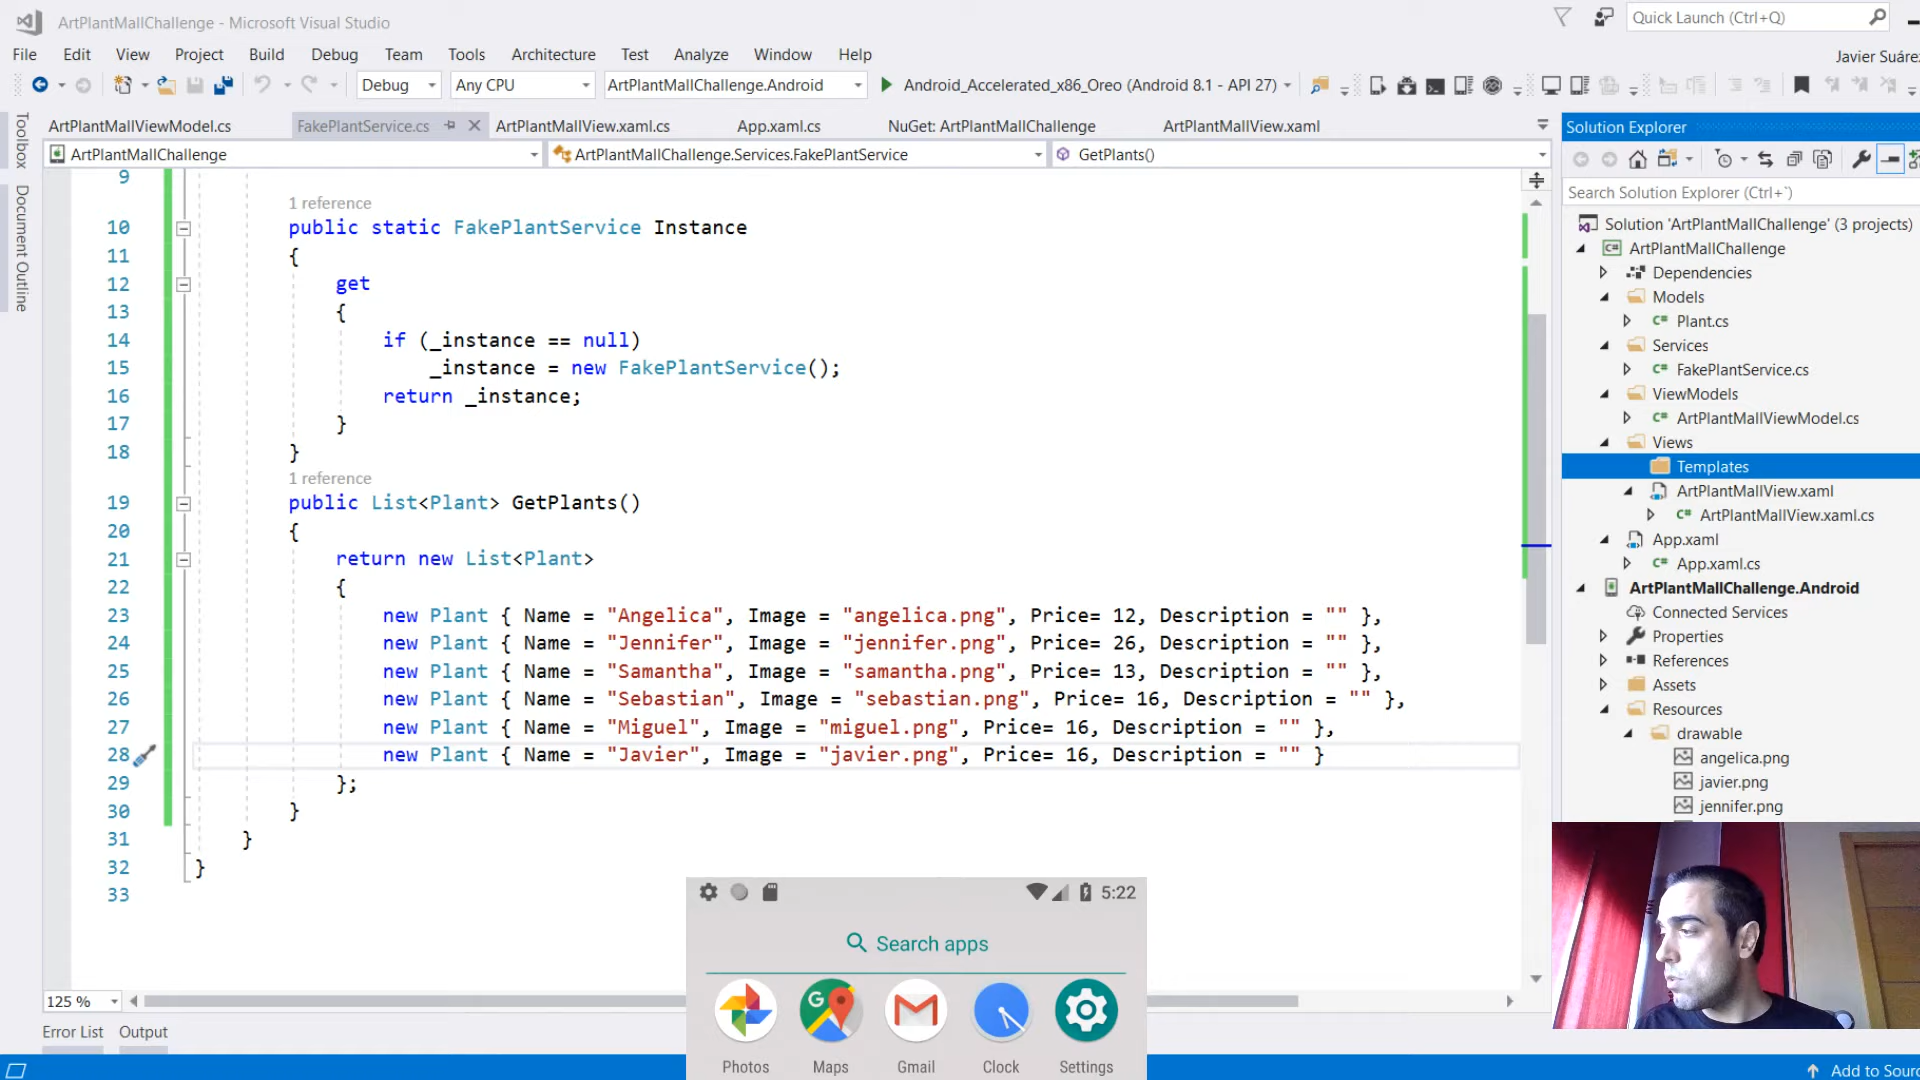 ArtPlantMallChallenge - Microsoft Visual Studio
Quick Launch (Ctrl+Q)
File Edit View Project Build Debug Team Tools Architecture Test Analyze Window Help
Javier Suáre
Debug Any CPU ArtPlantMallChallenge.Android Android_Accelerated_x86_Oreo (Android 8.1 - API 27)
Toolbox
Document Outline
ArtPlantMallViewModel.cs FakePlantService.cs ArtPlantMallView.xaml.cs App.xaml.cs NuGet: ArtPlantMallChallenge ArtPlantMallView.xaml
ArtPlantMallChallenge ArtPlantMallChallenge.Services.FakePlantService GetPlants()
9
1 reference
10 public static FakePlantService Instance
11 {
12 get
13 {
14 if (_instance == null)
15 _instance = new FakePlantService();
16 return _instance;
17 }
18 }
1 reference
19 public List<Plant> GetPlants()
20 {
21 return new List<Plant>
22 {
23 new Plant { Name = "Angelica", Image = "angelica.png", Price= 12, Description = "" },
24 new Plant { Name = "Jennifer", Image = "jennifer.png", Price= 26, Description = "" },
25 new Plant { Name = "Samantha", Image = "samantha.png", Price= 13, Description = "" },
26 new Plant { Name = "Sebastian", Image = "sebastian.png", Price= 16, Description = "" },
27 new Plant { Name = "Miguel", Image = "miguel.png", Price= 16, Description = "" },
28 new Plant { Name = "Javier", Image = "javier.png", Price= 16, Description = "" }
29 };
30 }
31 }
32 }
33
125 %
Error List Output
Solution Explorer
Search Solution Explorer (Ctrl+`)
Solution 'ArtPlantMallChallenge' (3 projects)
C# ArtPlantMallChallenge
Dependencies
Models
C# Plant.cs
Services
C# FakePlantService.cs
ViewModels
C# ArtPlantMallViewModel.cs
Views
Templates
ArtPlantMallView.xaml
C# ArtPlantMallView.xaml.cs
App.xaml
C# App.xaml.cs
ArtPlantMallChallenge.Android
Connected Services
Properties
References
Assets
Resources
drawable
angelica.png
javier.png
jennifer.png
5:22
Search apps
G
Photos Maps Gmail Clock Settings
Add to Sour